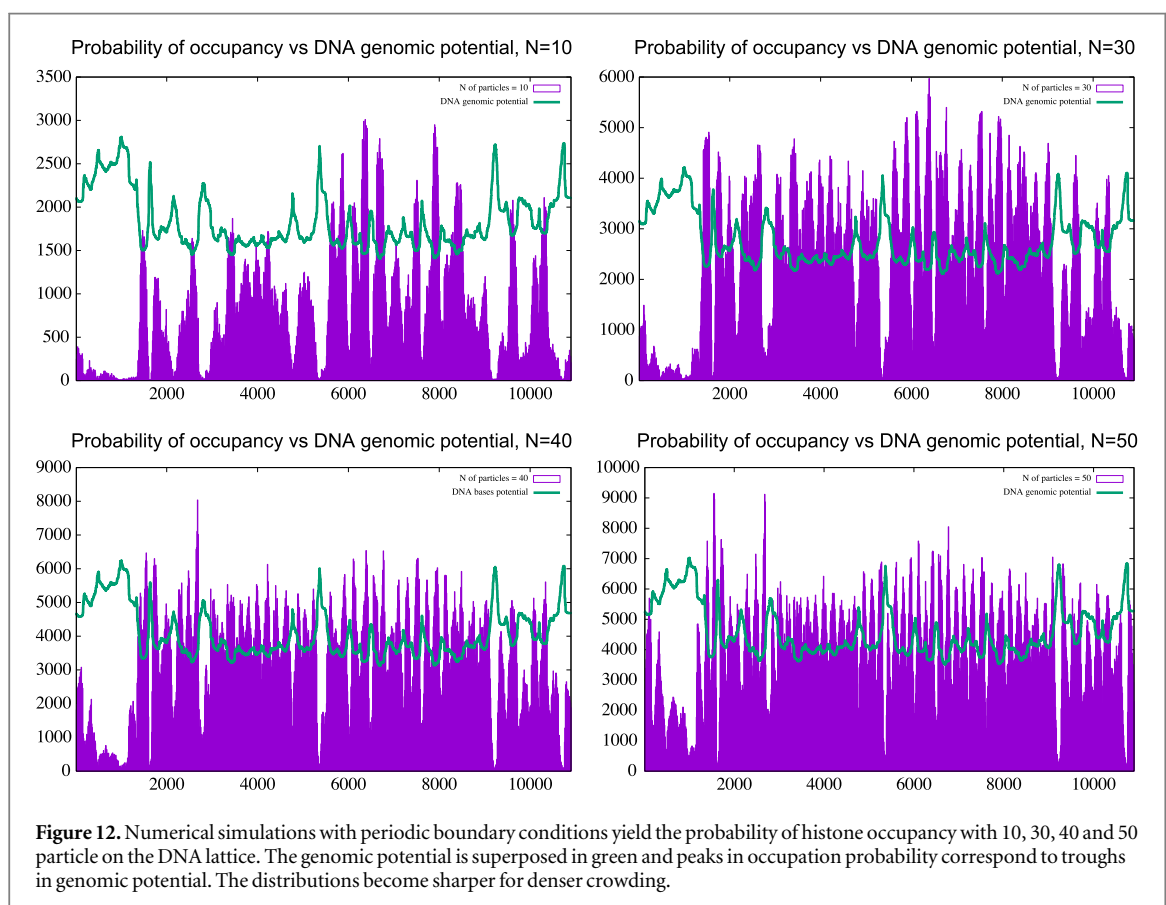 Probability of occupancy vs DNA genomic potential, N=10
N of particles = 10
DNA genomic potential
3500
3000
2500
2000
1500
1000
500
0
2000 4000 6000 8000 10000
Probability of occupancy vs DNA genomic potential, N=30
N of particles = 30
DNA genomic potential
6000
5000
4000
3000
2000
1000
0
2000 4000 6000 8000 10000
Probability of occupancy vs DNA genomic potential, N=40
N of particles = 40
DNA bases potential
9000
8000
7000
6000
5000
4000
3000
2000
1000
0
2000 4000 6000 8000 10000
Probability of occupancy vs DNA genomic potential, N=50
N of particles = 50
DNA genomic potential
10000
9000
8000
7000
6000
5000
4000
3000
2000
1000
0
2000 4000 6000 8000 10000
Figure 12. Numerical simulations with periodic boundary conditions yield the probability of histone occupancy with 10, 30, 40 and 50
particle on the DNA lattice. The genomic potential is superposed in green and peaks in occupation probability correspond to troughs
in genomic potential. The distributions become sharper for denser crowding.